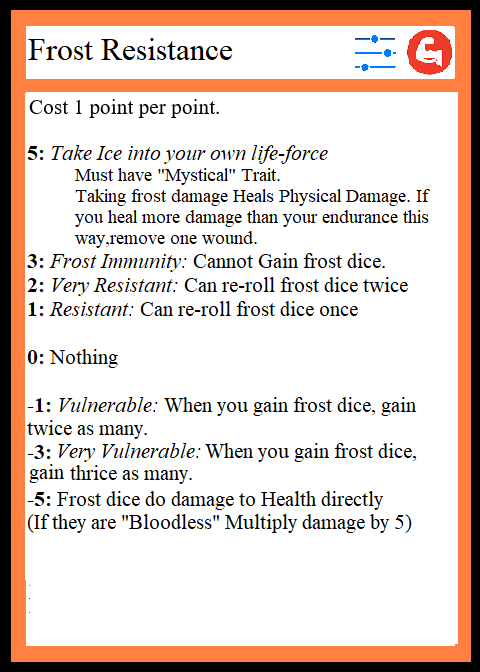 Frost Resistance
Cost 1 point per point.
5: Take Ice into your own life-force
Must have "Mystical" Trait.
Taking frost damage Heals Physical Damage. If
you heal more damage than your endurance this
way,remove one wound.
3: Frost Immunity: Cannot Gain frost dice.
2: Very Resistant: Can re-roll frost dice twice
1: Resistant: Can re-roll frost dice once
0: Nothing
-1: Vulnerable: When you gain frost dice, gain
twice as many.
-3: Very Vulnerable: When you gain frost dice,
gain thrice as many.
-5: Frost dice do damage to Health directly
(If they are "Bloodless" Multiply damage by 5)